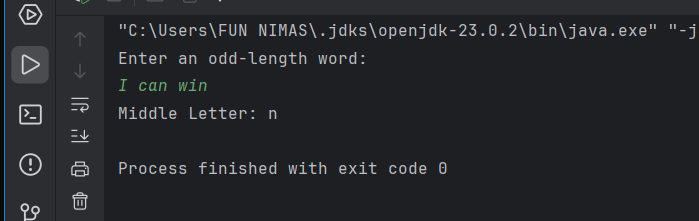 "C:\Users\FUN NIMAS\.jdks\openjdk-23.0.2\bin\java.exe" "-j
Enter an odd-length word:
I can win
Middle Letter: n
Process finished with exit code 0